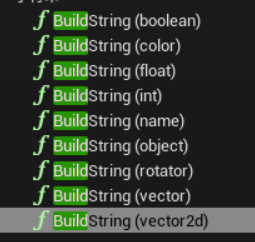 BuildString (boolean)
BuildString (color)
BuildString (float)
BuildString (int)
BuildString (name)
BuildString (object)
BuildString (rotator)
BuildString (vector)
BuildString (vector2d)